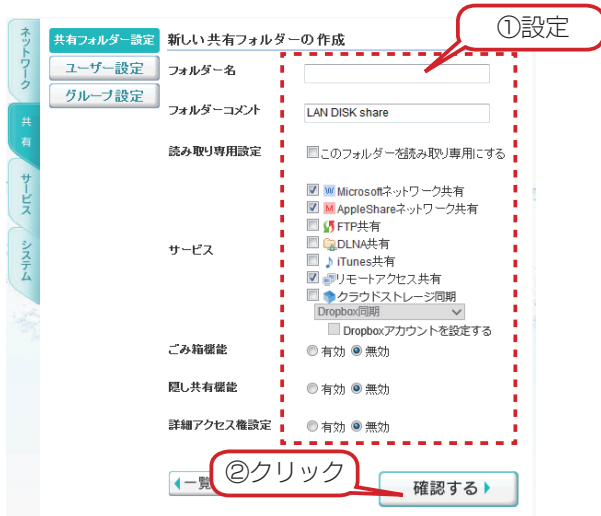 ネットワーク
共有
サービス
システム
共有フォルダー設定
ユーザー設定
グループ設定
新しい共有フォルダーの作成
①設定
フォルダー名
フォルダーコメント
LAN DISK share
読み取り専用設定
このフォルダーを読み取り専用にする
サービス
W Microsoftネットワーク共有
M AppleShareネットワーク共有
FTP共有
DLNA共有
iTunes共有
リモートアクセス共有
クラウドストレージ同期
Dropbox同期
Dropboxアカウントを設定する
ごみ箱機能
有効 無効
隠し共有機能
有効 無効
詳細アクセス権設定
有効 無効
一覧
②クリック
確認する